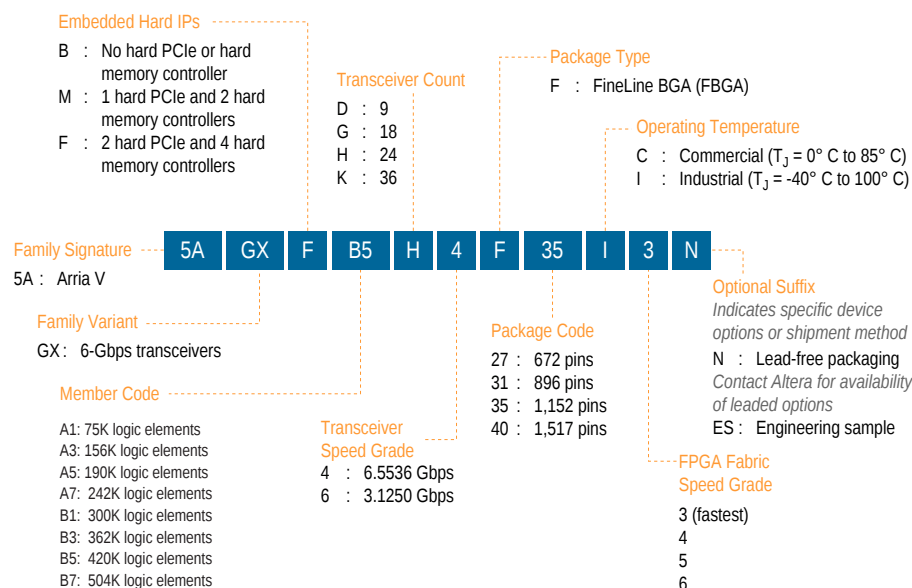 Embedded Hard IPs
B : No hard PCIe or hard
memory controller
M : 1 hard PCIe and 2 hard
memory controllers
F : 2 hard PCIe and 4 hard
memory controllers
Transceiver Count
D : 9
G : 18
H : 24
K : 36
Package Type
F : FineLine BGA (FBGA)
Operating Temperature
C : Commercial (TJ = 0° C to 85° C)
I : Industrial (TJ = -40° C to 100° C)
Family Signature
5A : Arria V
5A GX F B5 H 4 F 35 I 3 N
Family Variant
GX : 6-Gbps transceivers
Member Code
A1: 75K logic elements
A3: 156K logic elements
A5: 190K logic elements
A7: 242K logic elements
B1: 300K logic elements
B3: 362K logic elements
B5: 420K logic elements
B7: 504K logic elements
Transceiver
Speed Grade
4 : 6.5536 Gbps
6 : 3.1250 Gbps
Package Code
27 : 672 pins
31 : 896 pins
35 : 1,152 pins
40 : 1,517 pins
Optional Suffix
Indicates specific device
options or shipment method
N : Lead-free packaging
Contact Altera for availability
of leaded options
ES : Engineering sample
FPGA Fabric
Speed Grade
3 (fastest)
4
5
6